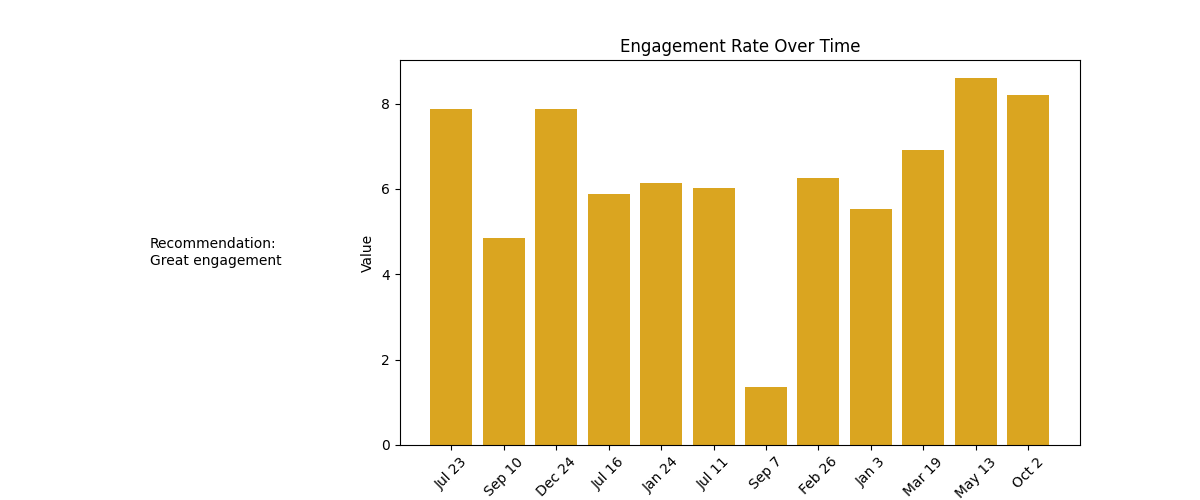 Engagement Rate Over Time
Recommendation:
Great engagement
Value
8
6
4
2
0
Jul 23
Sep 10
Dec 24
Jul 16
Jan 24
Jul 11
Sep 7
Feb 26
Jan 3
Mar 19
May 13
Oct 2